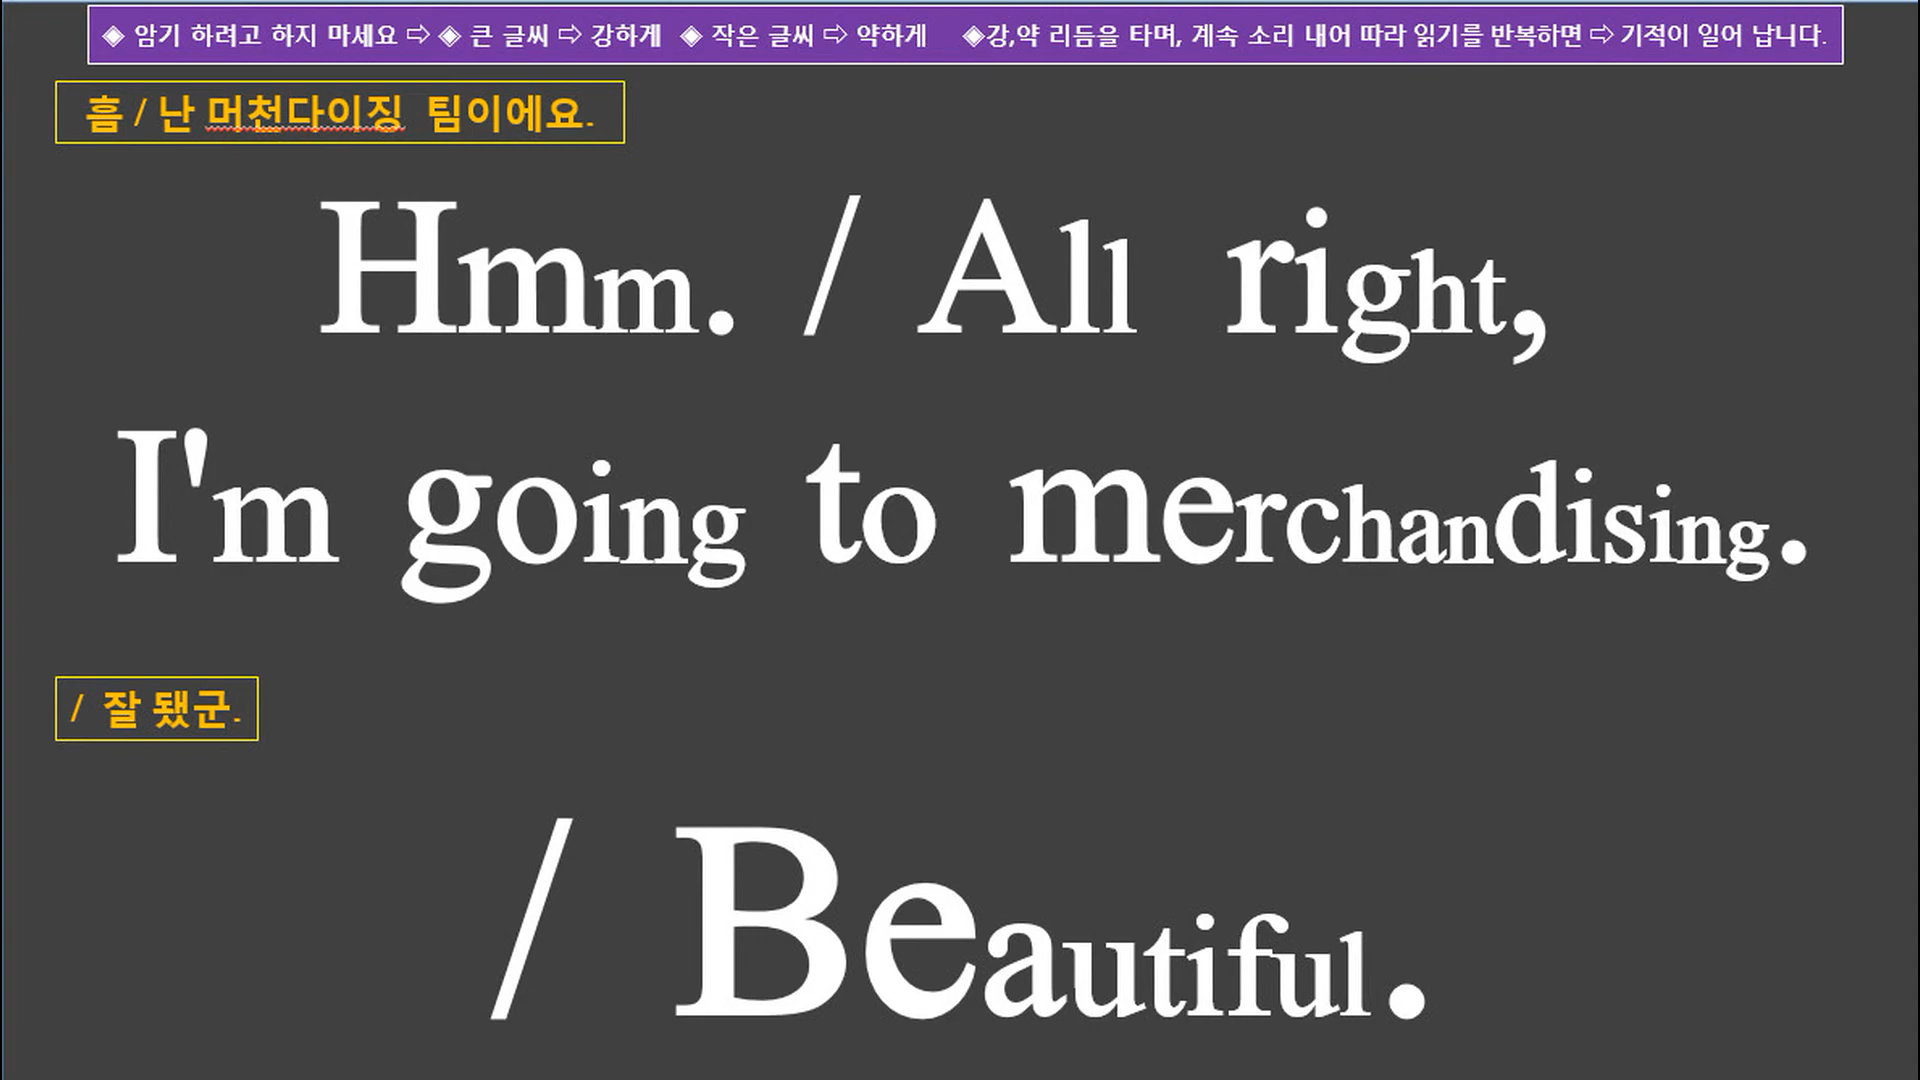 ◈ 암기 하려고 하지 마세요 ⇨ ◈ 큰 글씨 ⇨ 강하게 ◈ 작은 글씨 ⇨ 약하게 ◈강,약 리듬을 타며, 계속 소리 내어 따라 읽기를 반복하면 ⇨ 기적이 일어 납니다.
흠 / 난 머천다이징 팀이에요.
Hmm. / All right,
I'm going to merchandising.
/ 잘 됐군.
/ Beautiful.